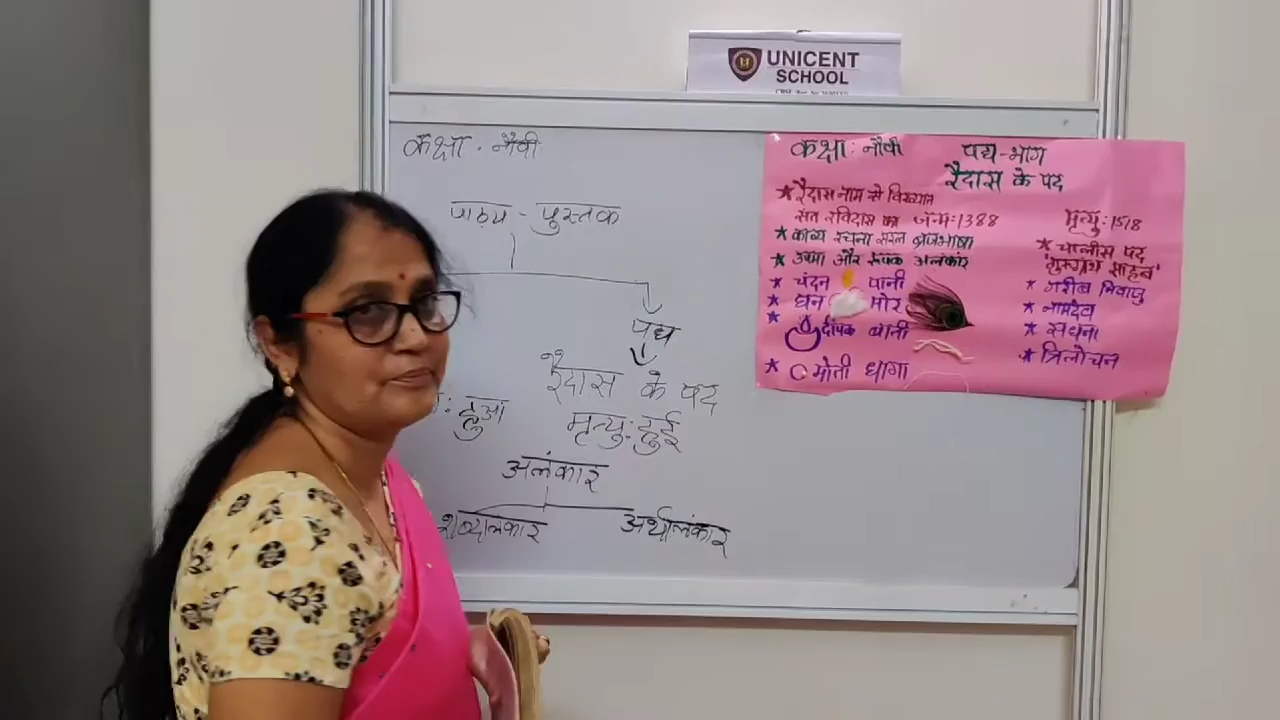 UNICENT
SCHOOL
कक्षा . नौवी
पाठ्य - पुस्तक
पद्य
रैदास के पद
हुआ
मृत्यु: हुई
अलंकार
शब्दालंकार
अर्थालंकार
कक्षा: नौवी
पद्य-भाग
रैदास के पद
* रैदास नाम से विख्यात
संत रविदास का जन्म:1388
मृत्यु:1518
* काव्य रचना सरल ब्रजभाषा
* उपमा और रूपक अलंकार
* चंदन पानी
* घन मोर
* दीपक बाती
* मोती धागा
* चालीस पद
'गुरुग्रंथ साहब'
* गरीब निवाजु
* नामदेव
* सधना
* त्रिलोचन